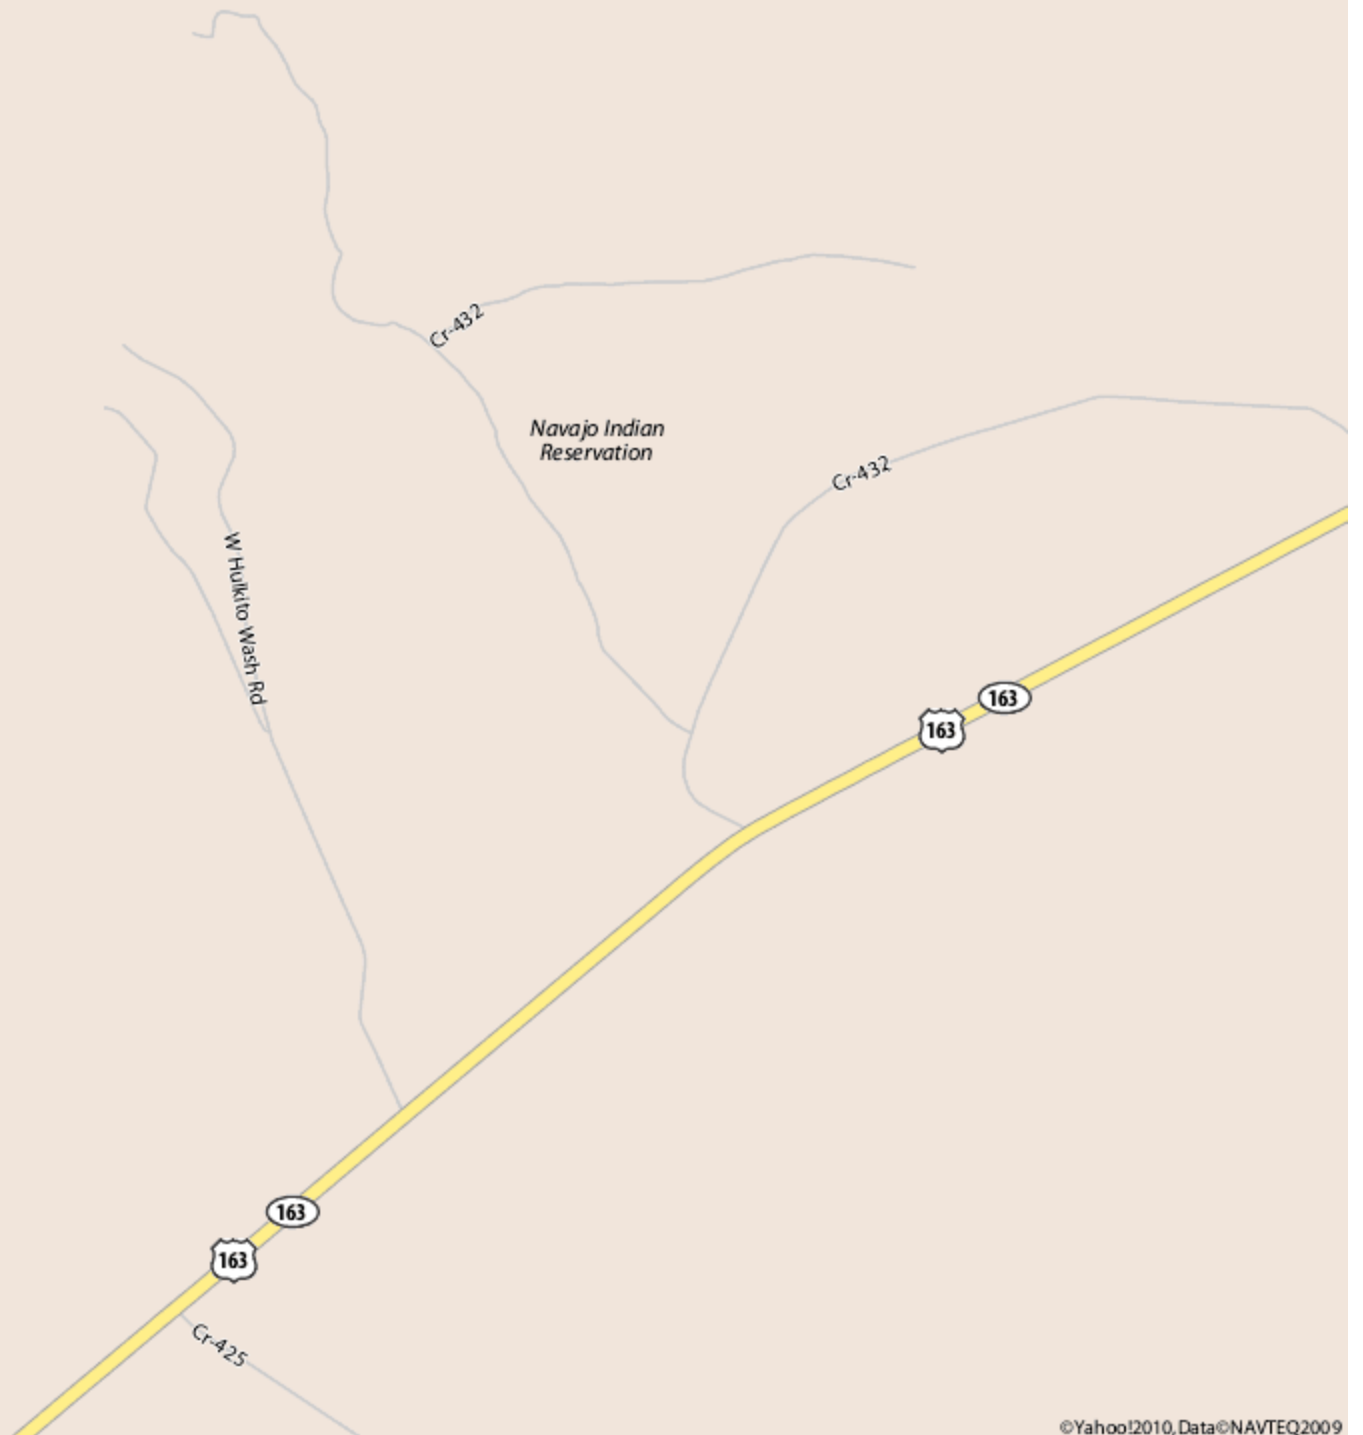 Cr-432
Navajo Indian
Reservation
Cr-432
W Hulkito Wash Rd
163
163
163
163
Cr-425
©Yahoo!2010,Data©NAVTEQ2009